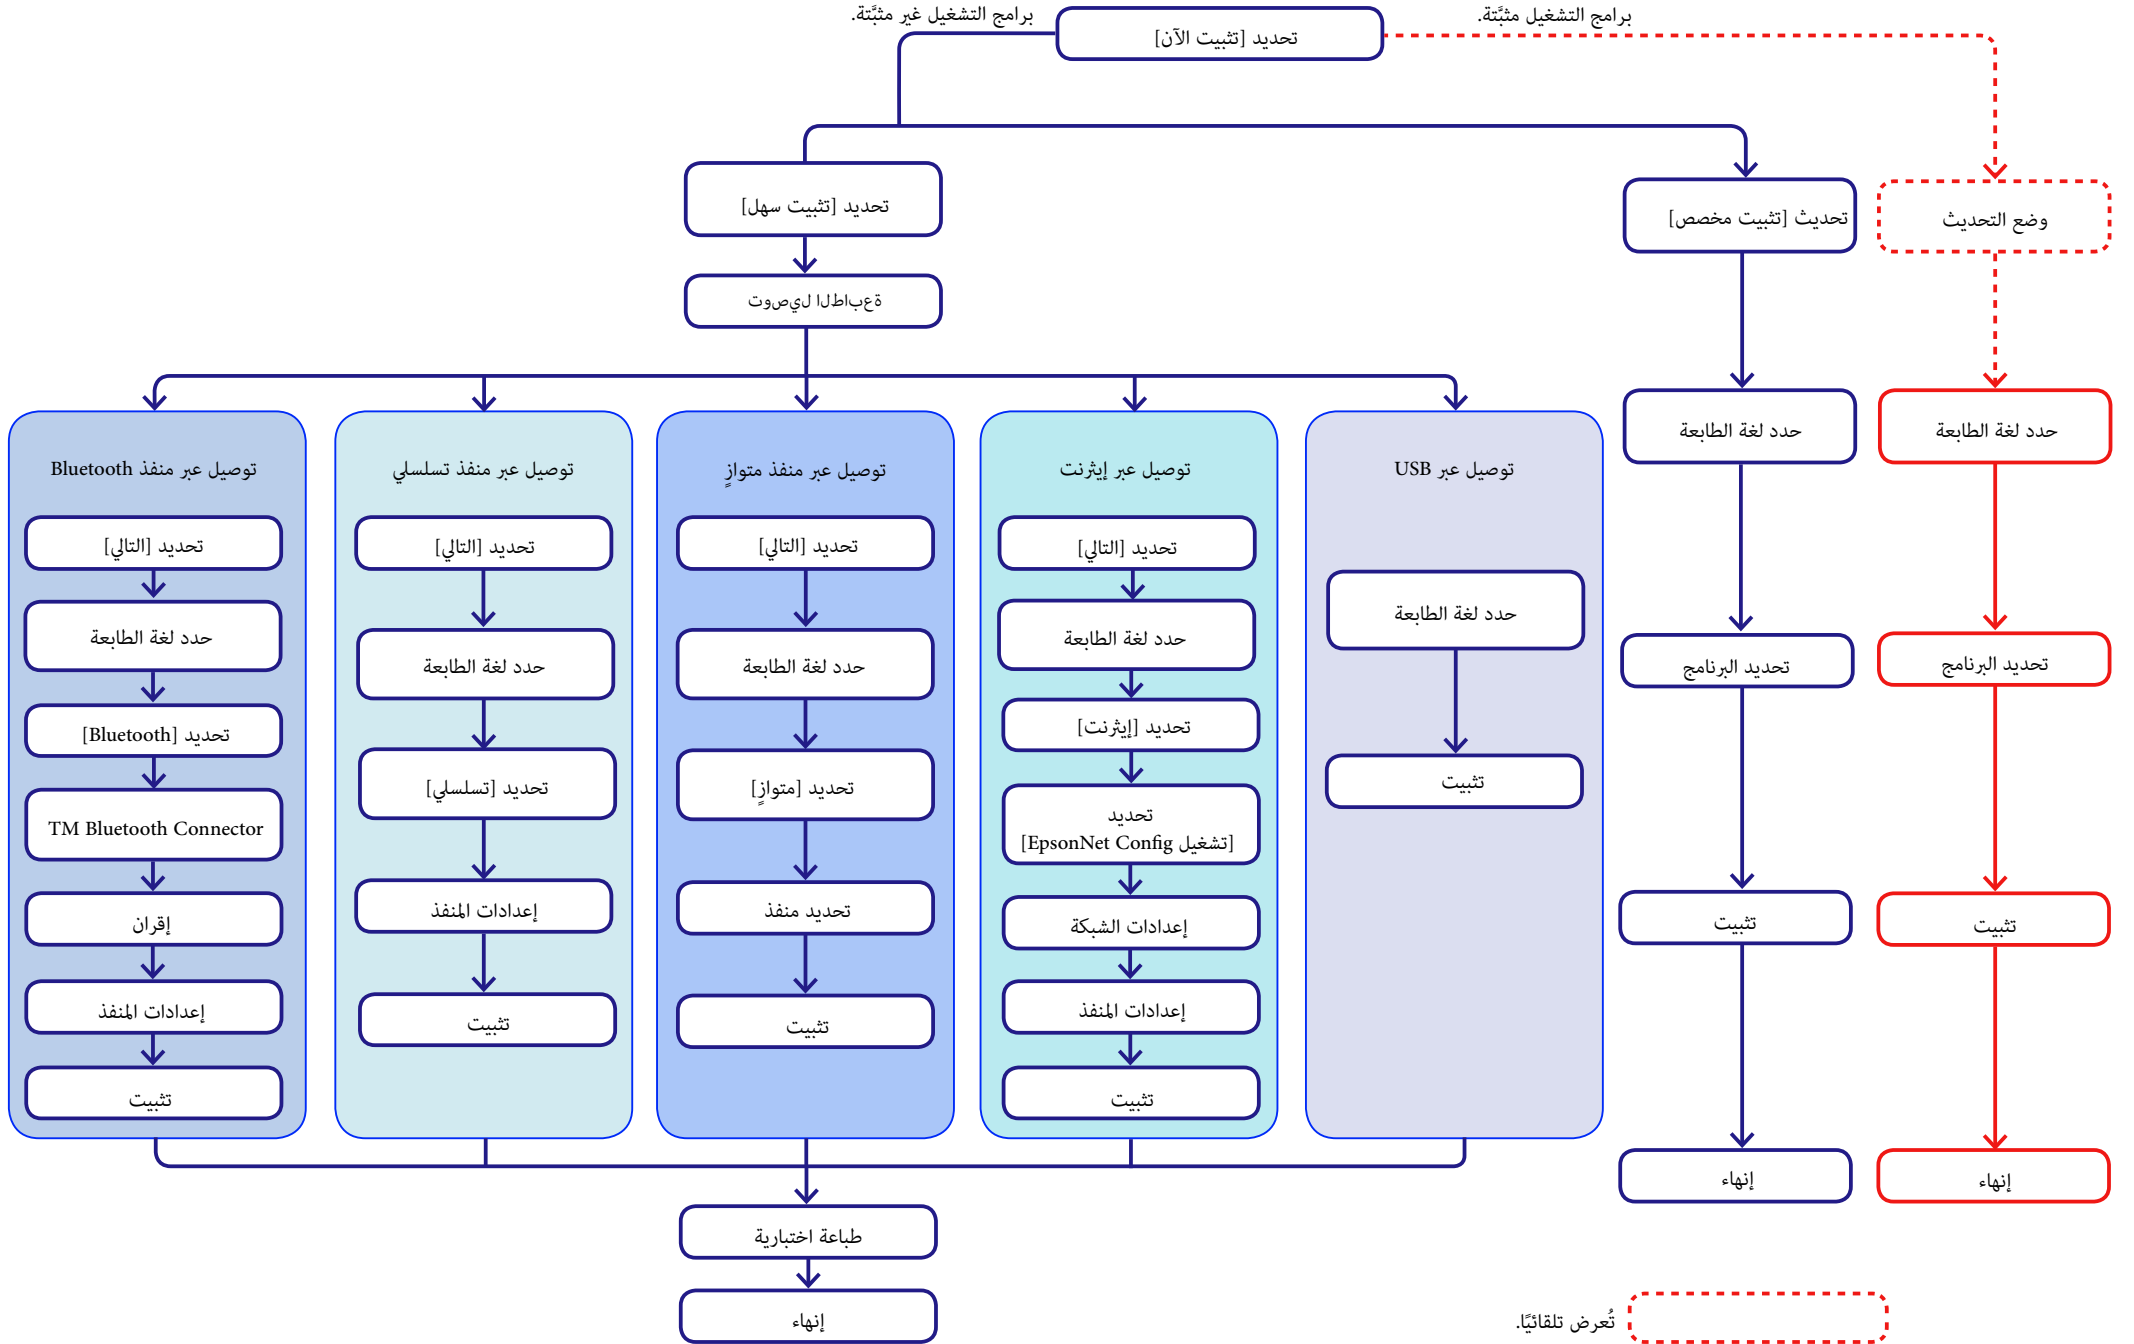 برامج التشغيل مثبَّتة.
تحديد [تثبيت الآن]
برامج التشغيل غير مثبَّتة.
وضع التحديث
تحديث [تثبيت مخصص]
تحديد [تثبيت سهل]
توصيل الطابعة
حدد لغة الطابعة
تحديد البرنامج
تثبيت
إنهاء
حدد لغة الطابعة
تحديد البرنامج
تثبيت
إنهاء
توصيل عبر USB
حدد لغة الطابعة
تثبيت
توصيل عبر إيثرنت
تحديد [التالي]
حدد لغة الطابعة
تحديد [إيثرنت]
تحديد
[تشغيل EpsonNet Config]
إعدادات الشبكة
إعدادات المنفذ
تثبيت
توصيل عبر منفذ متوازٍ
تحديد [التالي]
حدد لغة الطابعة
تحديد [متوازٍ]
تحديد منفذ
تثبيت
توصيل عبر منفذ تسلسلي
تحديد [التالي]
حدد لغة الطابعة
تحديد [تسلسلي]
إعدادات المنفذ
تثبيت
توصيل عبر منفذ Bluetooth
تحديد [التالي]
حدد لغة الطابعة
تحديد [Bluetooth]
TM Bluetooth Connector
إقران
إعدادات المنفذ
تثبيت
طباعة اختبارية
إنهاء
تُعرض تلقائيًا.